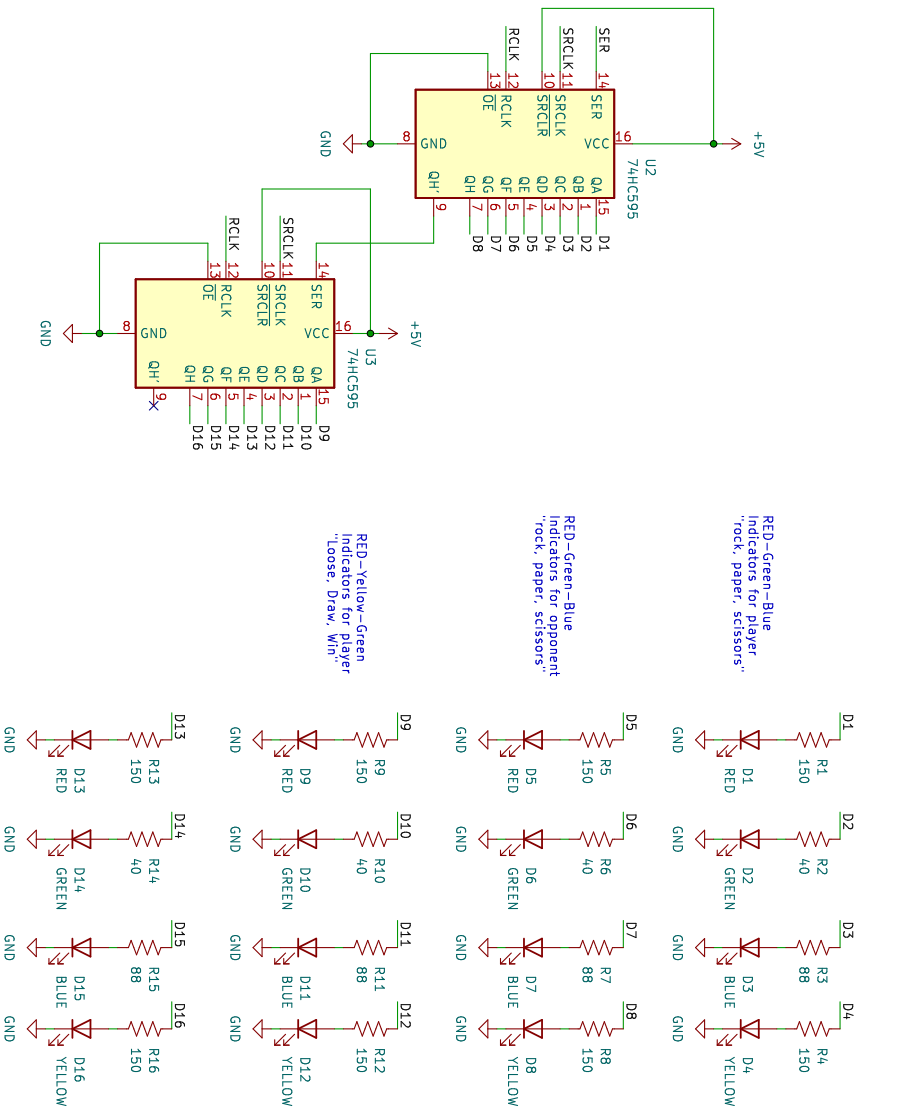 +5V
U2
74HC595
16
VCC
SER
14
SER
SRCLK
11
SRCLK
10
SRCLR
RCLK
12
RCLK
13
OE
QA
15
D1
QB
1
D2
QC
2
D3
QD
3
D4
QE
4
D5
QF
5
D6
QG
6
D7
QH
7
D8
QH'
9
GND
8
GND
+5V
U3
74HC595
16
VCC
14
SER
SRCLK
11
SRCLK
10
SRCLR
RCLK
12
RCLK
13
OE
QA
15
D9
QB
1
D10
QC
2
D11
QD
3
D12
QE
4
D13
QF
5
D14
QG
6
D15
QH
7
D16
QH'
9
GND
8
GND
RED-Green-Blue
Indicators for player
"rock, paper, scissors"
D1
R1
150
D1
RED
GND
D2
R2
40
D2
GREEN
GND
D3
R3
88
D3
BLUE
GND
D4
R4
150
D4
YELLOW
GND
RED-Green-Blue
Indicators for opponent
"rock, paper, scissors"
D5
R5
150
D5
RED
GND
D6
R6
40
D6
GREEN
GND
D7
R7
88
D7
BLUE
GND
D8
R8
150
D8
YELLOW
GND
RED-Yellow-Green
Indicators for player
"Loose, Draw, Win"
D9
R9
150
D9
RED
GND
D10
R10
40
D10
GREEN
GND
D11
R11
88
D11
BLUE
GND
D12
R12
150
D12
YELLOW
GND
D13
R13
150
D13
RED
GND
D14
R14
40
D14
GREEN
GND
D15
R15
88
D15
BLUE
GND
D16
R16
150
D16
YELLOW
GND